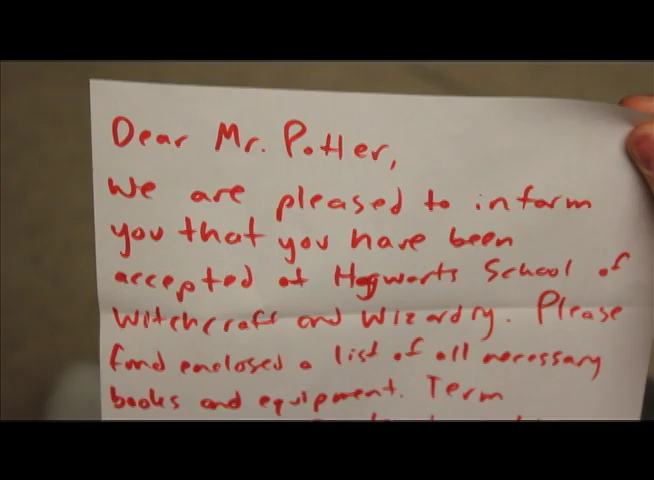 Dear Mr. Potter,
We are pleased to inform
you that you have been
accepted at Hogwarts School of
Witchcraft and Wizardry. Please
find enclosed a list of all necessary
books and equipment. Term